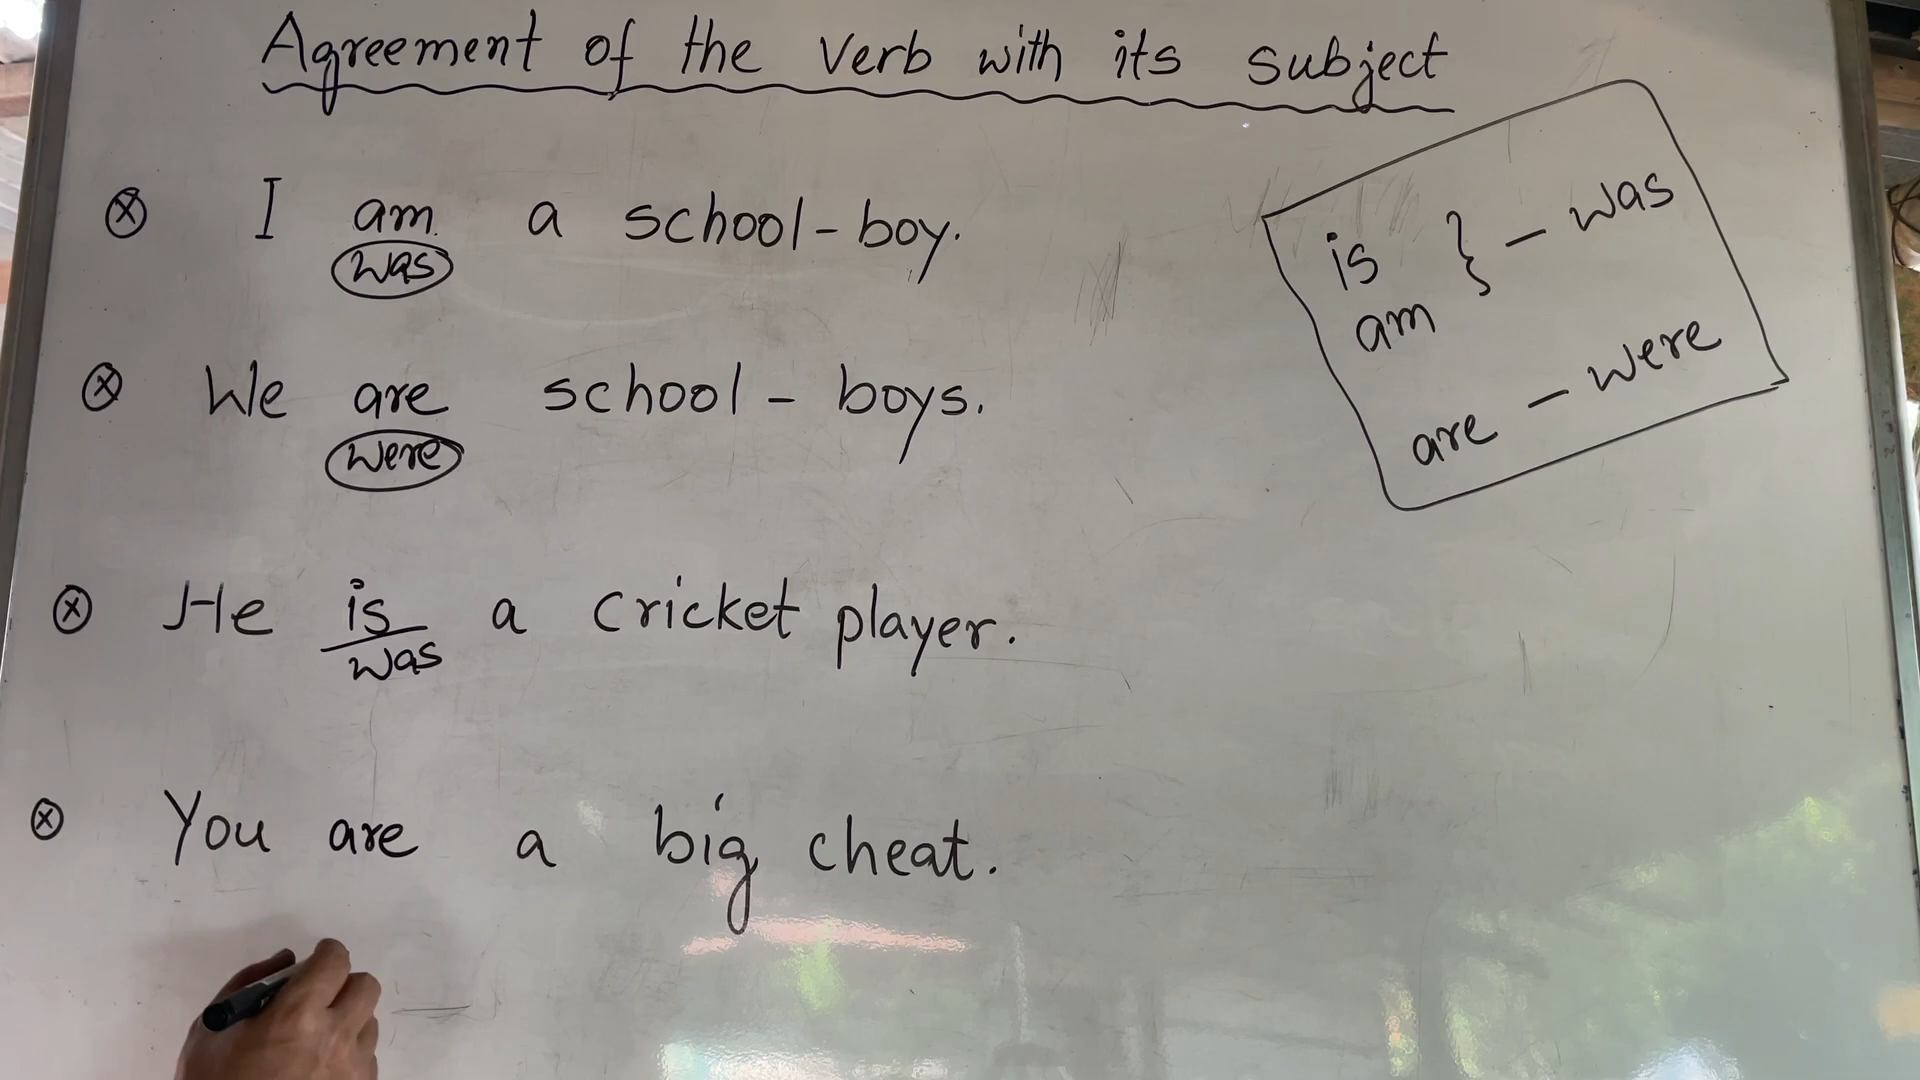 Agreement of the verb with its subject
I am a school-boy.
was
We are school-boys.
were
He is a cricket player.
was
You are a big cheat.
is
am } - was
are - were